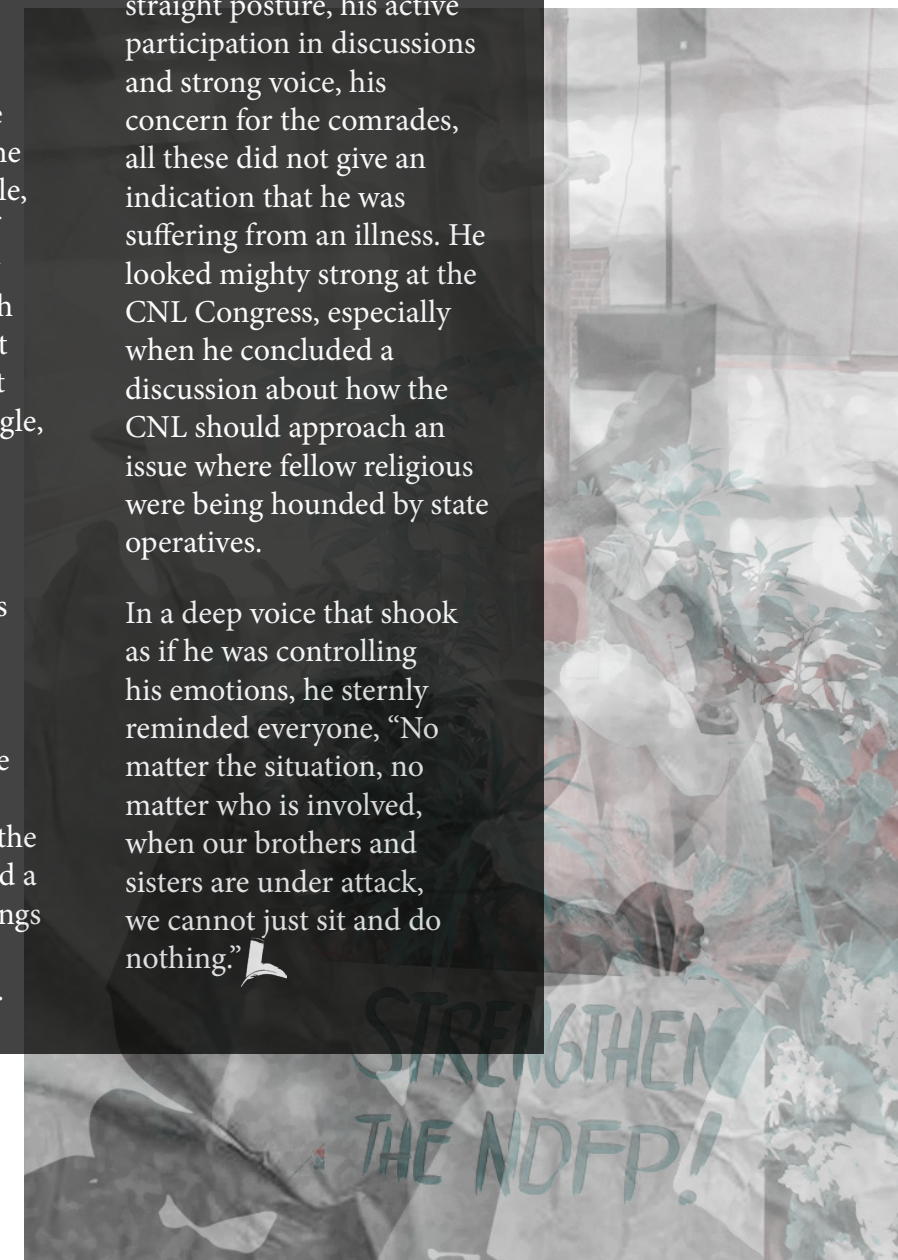 e
ne
le,
h
t
t
gle,
s
e
the
d a
ngs
.
straight posture, his active
participation in discussions
and strong voice, his
concern for the comrades,
all these did not give an
indication that he was
suffering from an illness. He
looked mighty strong at the
CNL Congress, especially
when he concluded a
discussion about how the
CNL should approach an
issue where fellow religious
were being hounded by state
operatives.
In a deep voice that shook
as if he was controlling
his emotions, he sternly
reminded everyone, “No
matter the situation, no
matter who is involved,
when our brothers and
sisters are under attack,
we cannot just sit and do
nothing.”
STRENGTHEN
THE NDFP!